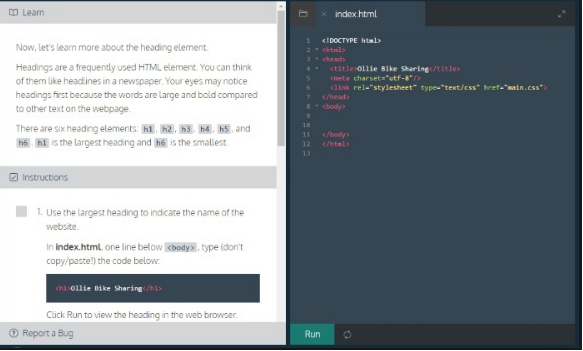 Learn
Now, let's learn more about the heading element.
Headings are a frequently used HTML element. You can think
of them like headlines in a newspaper. Your eyes may notice
headings first because the words are large and bold compared
to other text on the webpage.
There are six heading elements: h1, h2, h3, h4, h5, and
h6. h1 is the largest heading and h6 is the smallest.
Instructions
1. Use the largest heading to indicate the name of the
website.
In index.html, one line below <body>, type (don't
copy/paste!) the code below:
<h1>Ollie Bike Sharing</h1>
Click Run to view the heading in the web browser.
Report a Bug
× index.html
1 <!DOCTYPE html>
2 <html>
3 <head>
4 <title>Ollie Bike Sharing</title>
5 <meta charset="utf-8"/>
6 <link rel="stylesheet" type="text/css" href="main.css">
7 </head>
8 <body>
9
10
11 </body>
12 </html>
13
Run